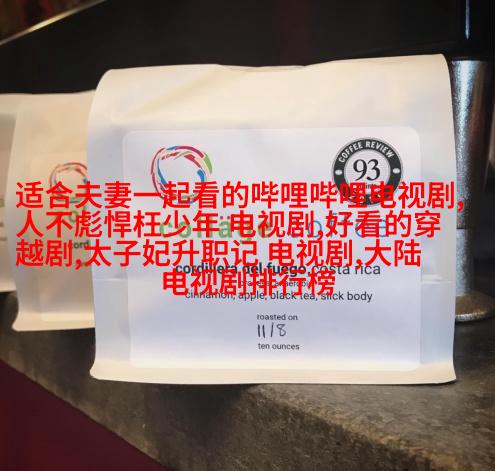 COFFEE REVIEW
93
适合夫妻一起看的哔哩哔哩电视剧,
人不彪悍枉少年 电视剧,好看的穿
越剧,太子妃升职记 电视剧,大陆
电视剧排行榜
cordillera del fuego, costa rica
cinnamon, apple, black tea, slick body
roasted on
11/8
ten ounces